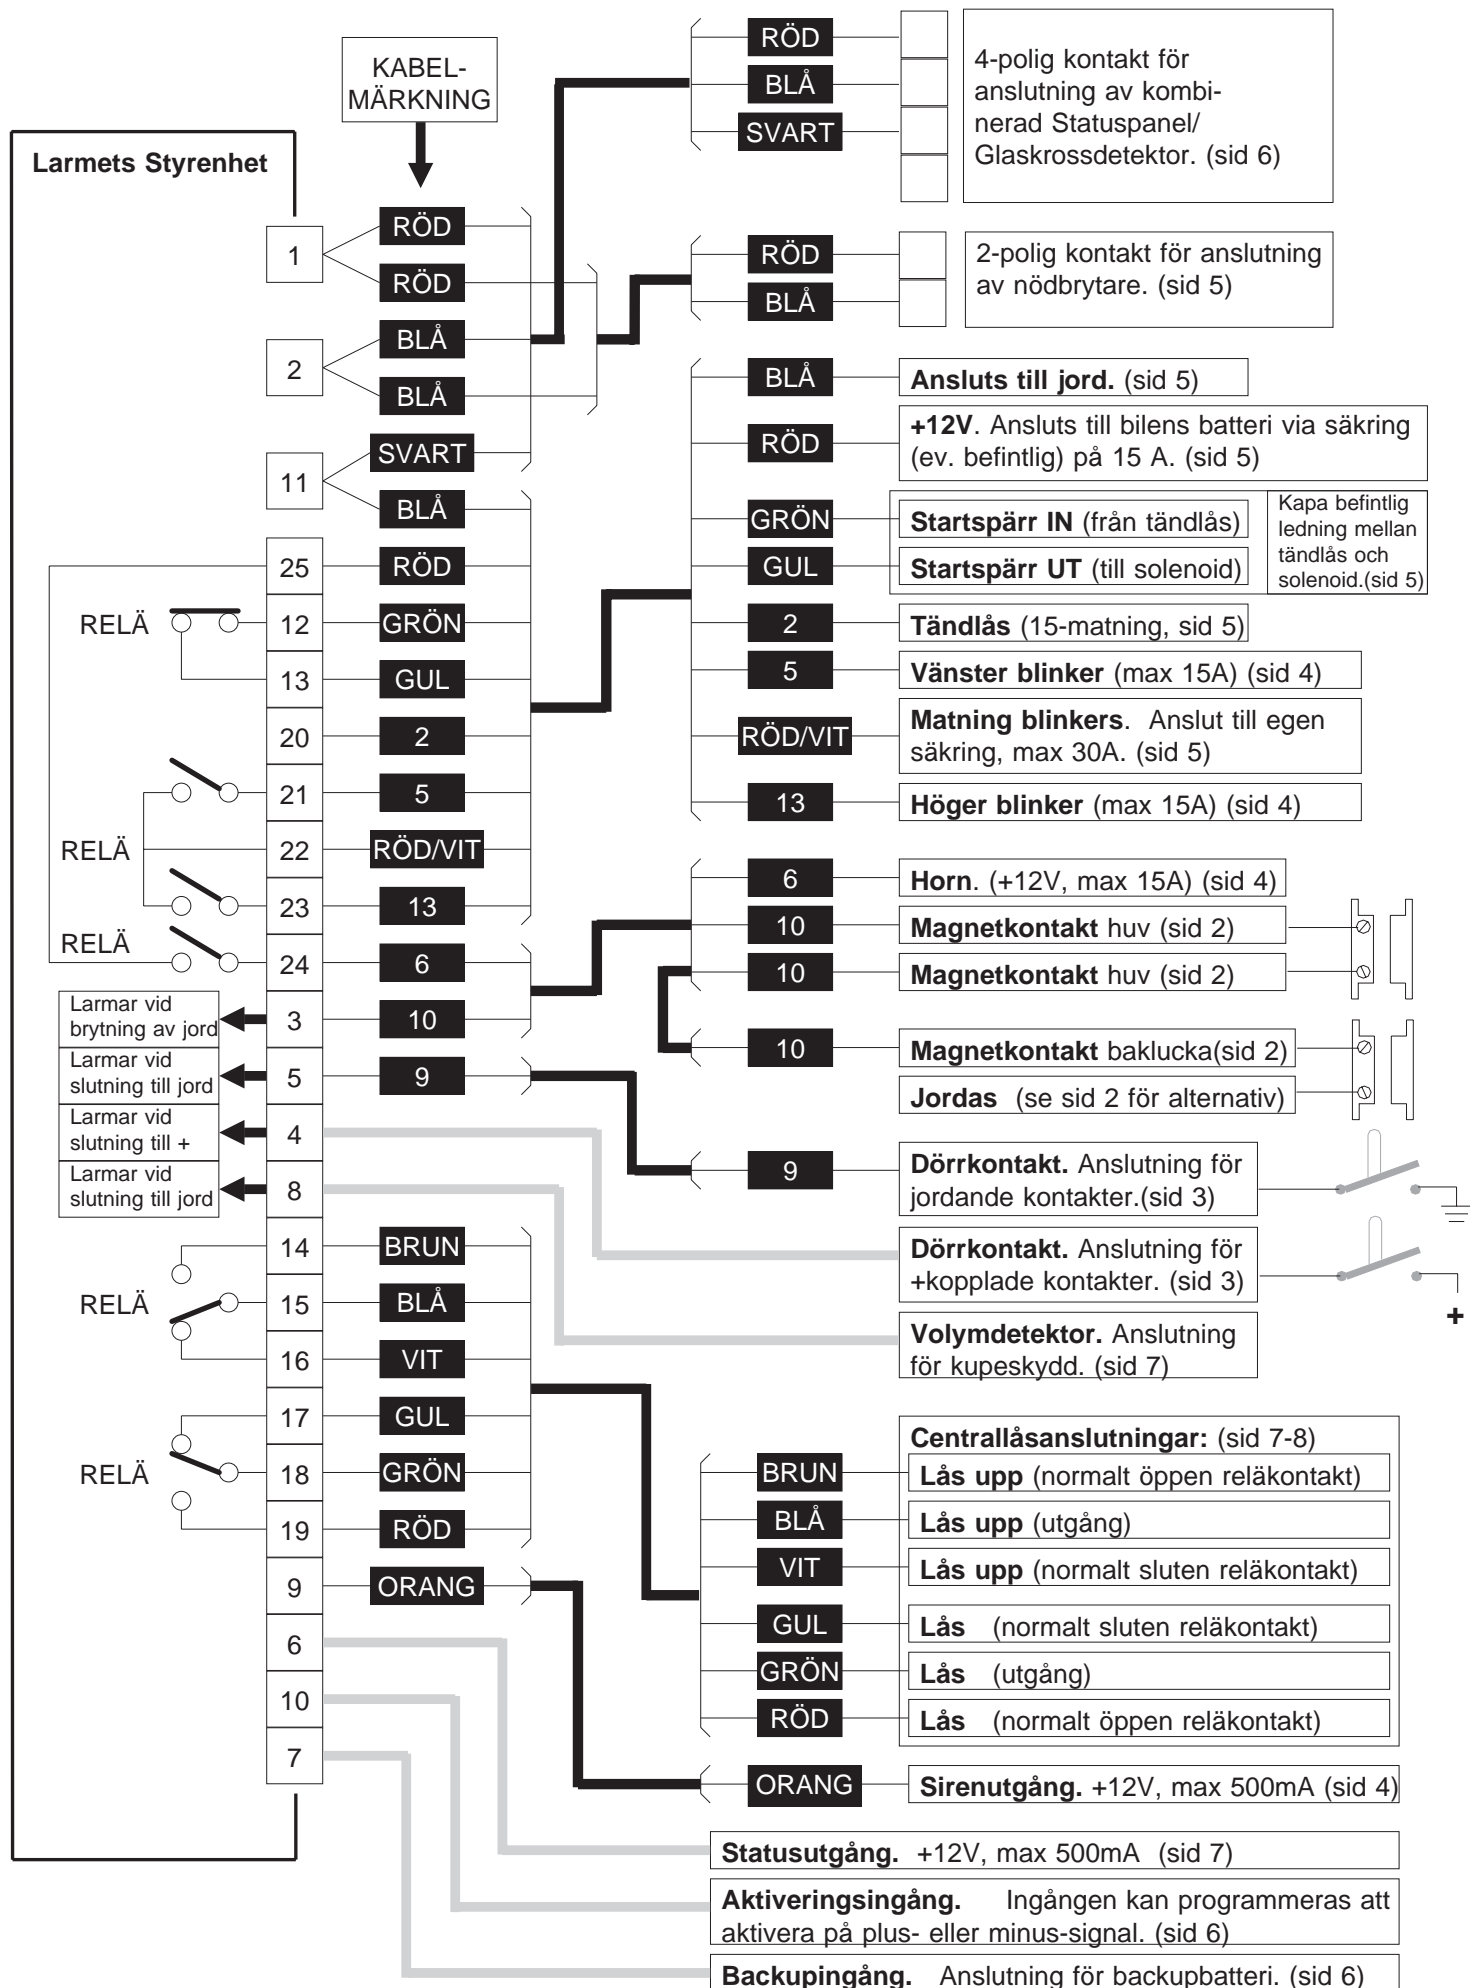 KABEL-
MÄRKNING
Larmets Styrenhet
RÖD
BLÅ
SVART
4-polig kontakt för
anslutning av kombi-
nerad Statuspanel/
Glaskrossdetektor. (sid 6)
1
RÖD
RÖD
2
BLÅ
BLÅ
11
SVART
BLÅ
RÖD
BLÅ
2-polig kontakt för anslutning
av nödbrytare. (sid 5)
25
RÖD
RELÄ
12
GRÖN
13
GUL
20
2
21
5
RELÄ
22
RÖD/VIT
23
13
RELÄ
24
6
BLÅ
Ansluts till jord. (sid 5)
RÖD
+12V. Ansluts till bilens batteri via säkring
(ev. befintlig) på 15 A. (sid 5)
GRÖN
Startspärr IN (från tändlås)
GUL
Startspärr UT (till solenoid)
Kapa befintlig
ledning mellan
tändlås och
solenoid.(sid 5)
2
Tändlås (15-matning, sid 5)
5
Vänster blinker (max 15A) (sid 4)
RÖD/VIT
Matning blinkers. Anslut till egen
säkring, max 30A. (sid 5)
13
Höger blinker (max 15A) (sid 4)
6
Horn. (+12V, max 15A) (sid 4)
10
Magnetkontakt huv (sid 2)
10
Magnetkontakt huv (sid 2)
10
Magnetkontakt baklucka(sid 2)
Jordas (se sid 2 för alternativ)
Larmar vid
brytning av jord
3
10
Larmar vid
slutning till jord
5
9
Larmar vid
slutning till +
4
Larmar vid
slutning till jord
8
9
Dörrkontakt. Anslutning för
jordande kontakter.(sid 3)
Dörrkontakt. Anslutning för
+kopplade kontakter. (sid 3)
+
Volymdetektor. Anslutning
för kupeskydd. (sid 7)
14
BRUN
RELÄ
15
BLÅ
16
VIT
17
GUL
RELÄ
18
GRÖN
19
RÖD
9
ORANG
6
10
7
Centrallåsanslutningar: (sid 7-8)
BRUN
Lås upp (normalt öppen reläkontakt)
BLÅ
Lås upp (utgång)
VIT
Lås upp (normalt sluten reläkontakt)
GUL
Lås (normalt sluten reläkontakt)
GRÖN
Lås (utgång)
RÖD
Lås (normalt öppen reläkontakt)
ORANG
Sirenutgång. +12V, max 500mA (sid 4)
Statusutgång. +12V, max 500mA (sid 7)
Aktiveringsingång. Ingången kan programmeras att
aktivera på plus- eller minus-signal. (sid 6)
Backupingång. Anslutning för backupbatteri. (sid 6)